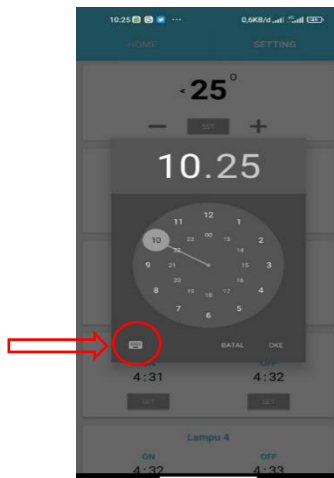 10:25 0,6KB/d
HOME SETTING
< 25°
— SET +
10.25
12
11 1
23 00 13
10 2
22 14
9 21 15 3
20 16
8 19 18 17 4
7 5
6
BATAL OKE
OFF
4:31 4:32
SET SET
Lampu 4
ON OFF
4:32 4:33